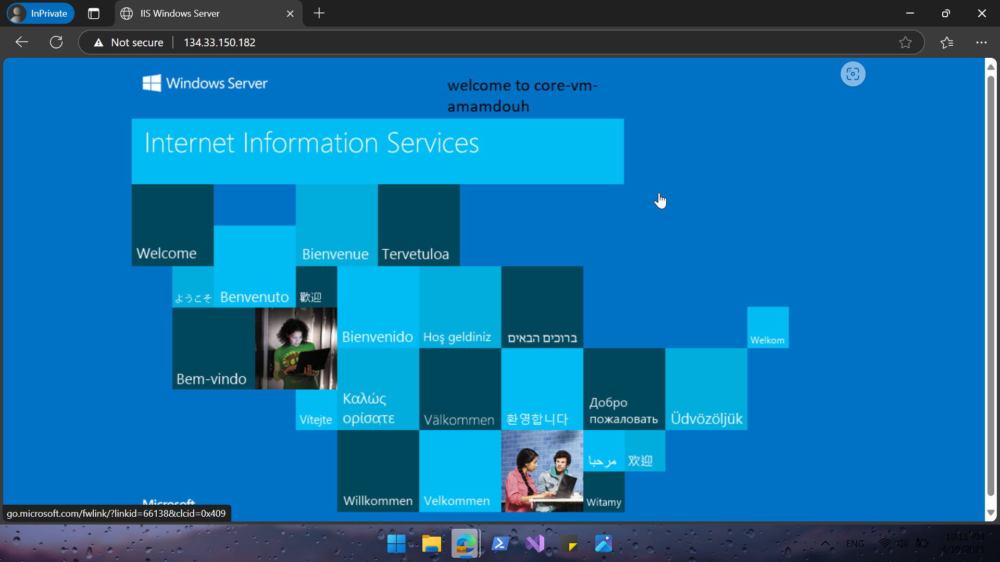 InPrivate
IIS Windows Server
Not secure
134.33.150.182
Windows Server
welcome to core-vm-
amamdouh
Internet Information Services
Welcome
Bienvenue
Tervetuloa
ようこそ
Benvenuto
歡迎
Bienvenido
Hoş geldiniz
ברוכים הבאים
Welkom
Bem-vindo
Vítejte
Καλώς
ορίσατε
Välkommen
환영합니다
Добро
пожаловать
Üdvözöljük
مرحبا
欢迎
Willkommen
Velkommen
Witamy
Microsoft
go.microsoft.com/fwlink/?linkid=66138&clcid=0x409
ENG
10:11 PM
4/19/2025